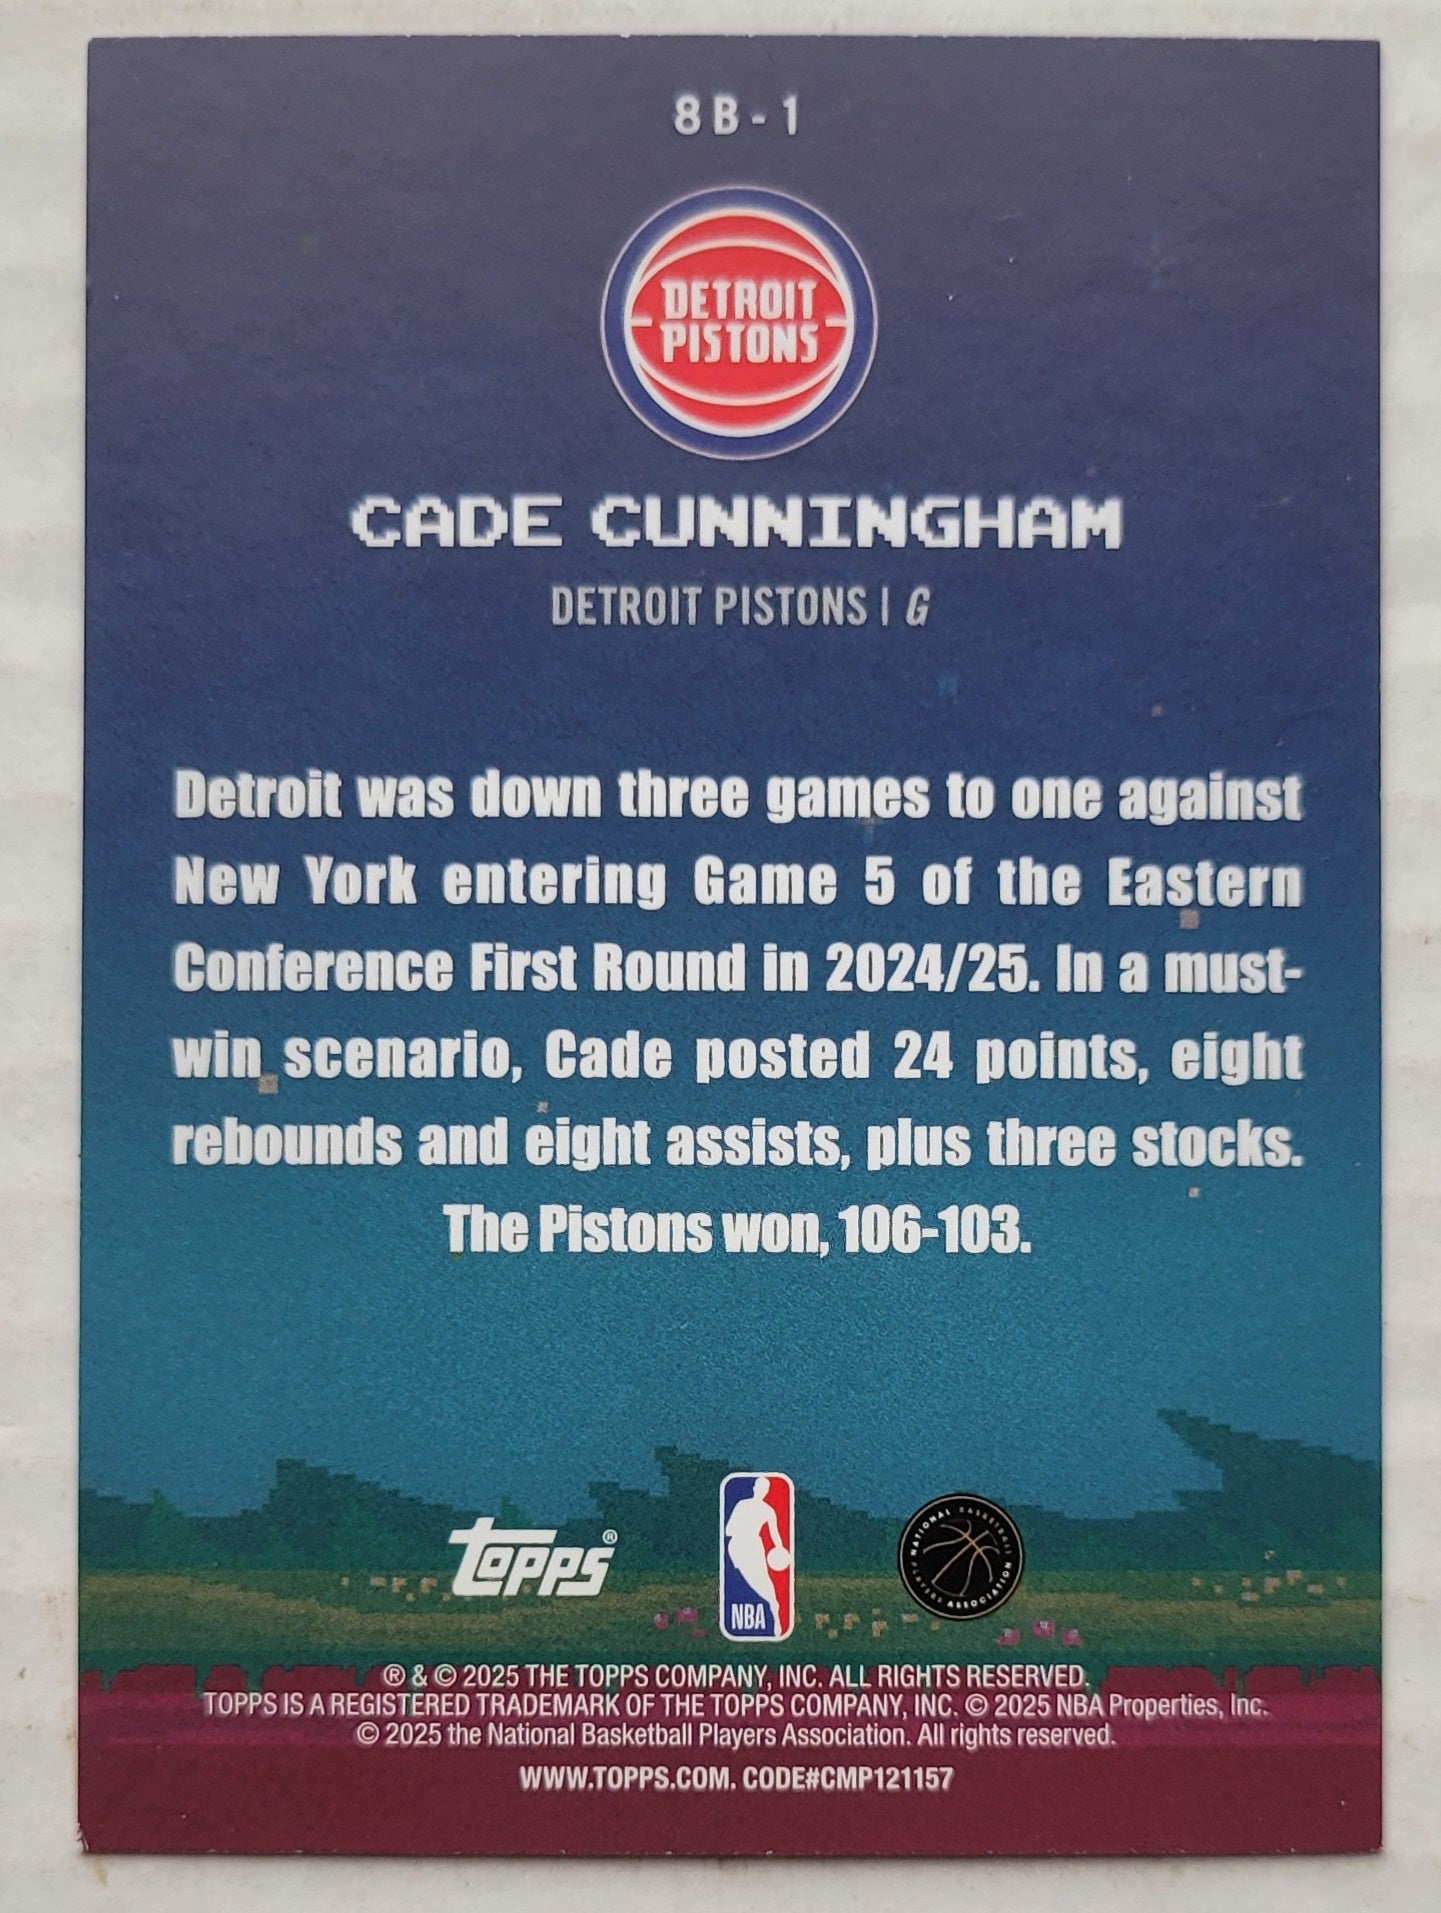 8B-1
DETROIT
PISTONS
CADE CUNNINGHAM
DETROIT PISTONS | G
Detroit was down three games to one against
New York entering Game 5 of the Eastern
Conference First Round in 2024/25. In a must-
win scenario, Cade posted 24 points, eight
rebounds and eight assists, plus three stocks.
The Pistons won, 106-103.
topps®
NBA
NATIONAL BASKETBALL
PLAYERS ASSOCIATION
® & © 2025 THE TOPPS COMPANY, INC. ALL RIGHTS RESERVED.
TOPPS IS A REGISTERED TRADEMARK OF THE TOPPS COMPANY, INC. © 2025 NBA Properties, Inc.
© 2025 the National Basketball Players Association. All rights reserved.
WWW.TOPPS.COM. CODE#CMP121157